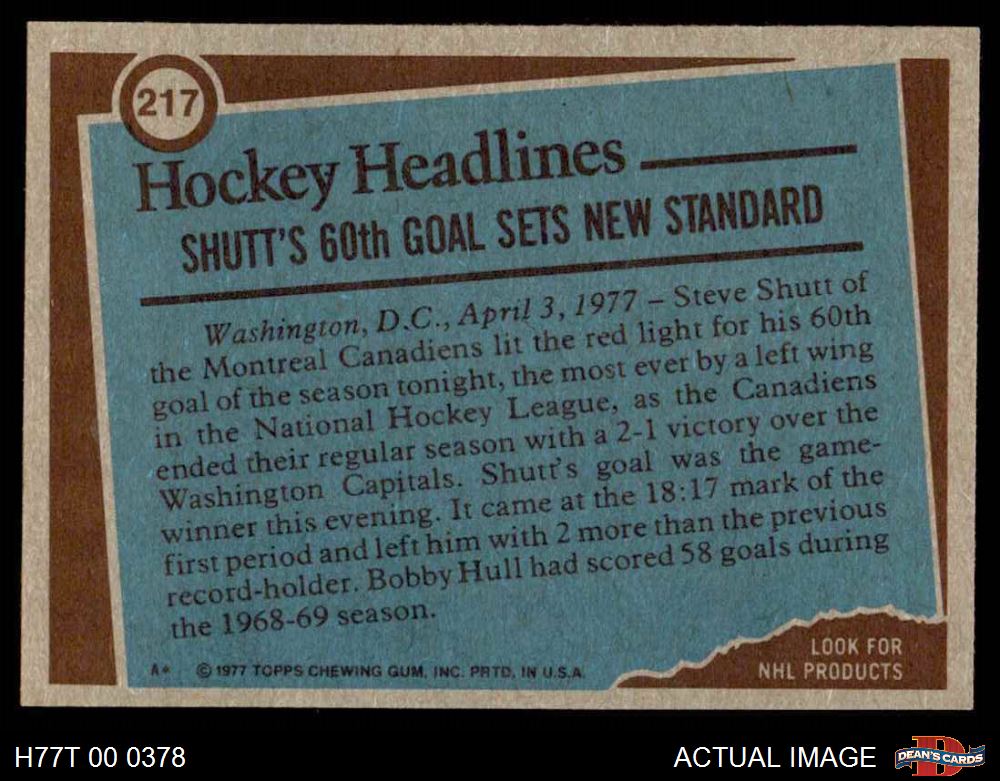 217
Hockey Headlines
SHUTT'S 60th GOAL SETS NEW STANDARD
Washington, D.C., April 3, 1977 – Steve Shutt of
the Montreal Canadiens lit the red light for his 60th
goal of the season tonight, the most ever by a left wing
in the National Hockey League, as the Canadiens
ended their regular season with a 2-1 victory over the
Washington Capitals. Shutt's goal was the game-
winner this evening. It came at the 18:17 mark of the
first period and left him with 2 more than the previous
record-holder. Bobby Hull had scored 58 goals during
the 1968-69 season.
A* © 1977 TOPPS CHEWING GUM, INC. PRTD. IN U.S.A.
LOOK FOR
NHL PRODUCTS
H77T 00 0378
ACTUAL IMAGE
D
DEAN'S CARDS